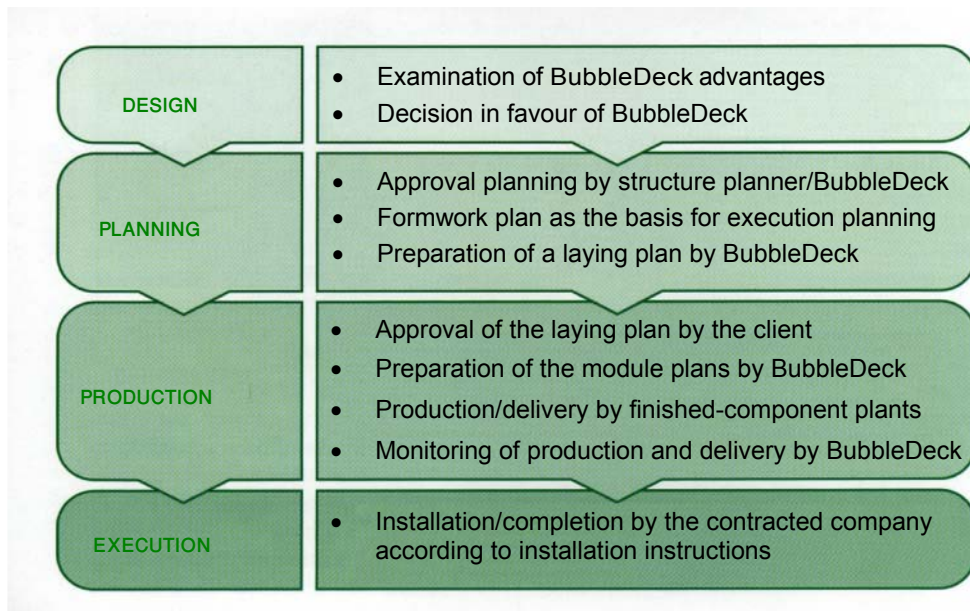 DESIGN
• Examination of BubbleDeck advantages
• Decision in favour of BubbleDeck
PLANNING
• Approval planning by structure planner/BubbleDeck
• Formwork plan as the basis for execution planning
• Preparation of a laying plan by BubbleDeck
PRODUCTION
• Approval of the laying plan by the client
• Preparation of the module plans by BubbleDeck
• Production/delivery by finished-component plants
• Monitoring of production and delivery by BubbleDeck
EXECUTION
• Installation/completion by the contracted company
according to installation instructions